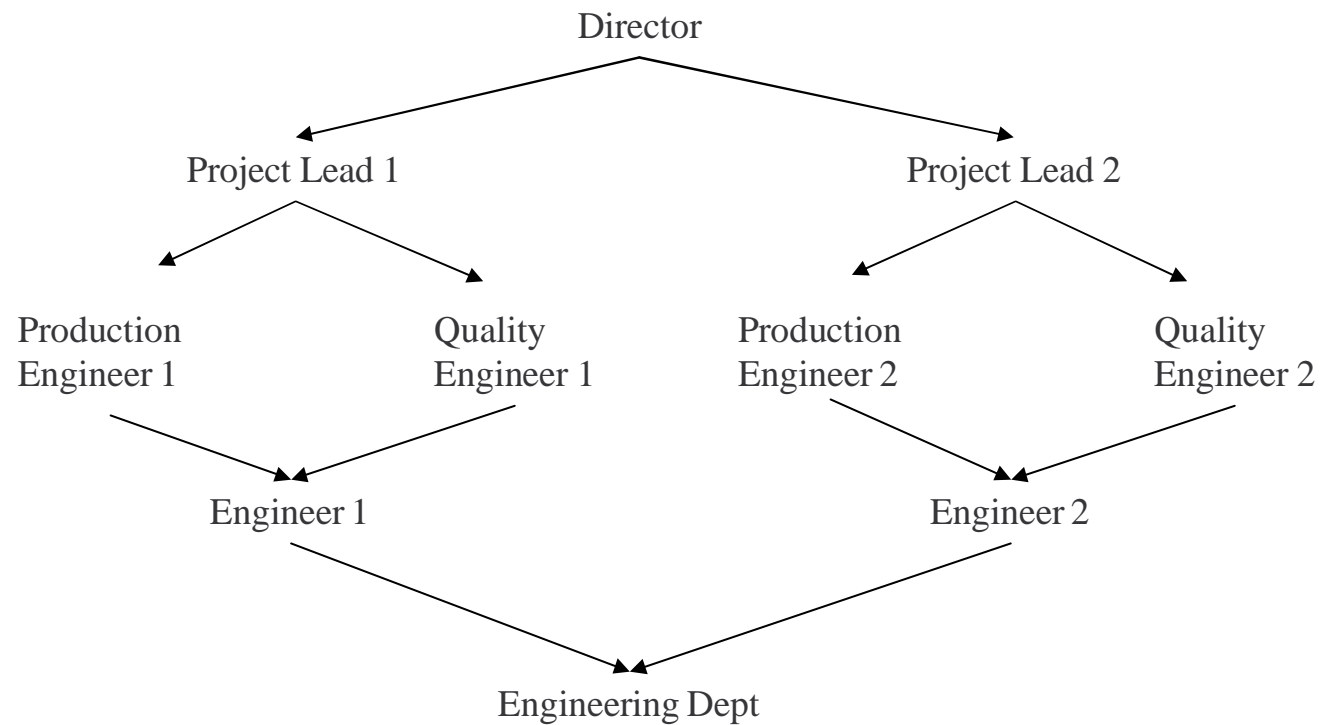 Director
Project Lead 1
Project Lead 2
Production
Engineer 1
Quality
Engineer 1
Production
Engineer 2
Quality
Engineer 2
Engineer 1
Engineer 2
Engineering Dept